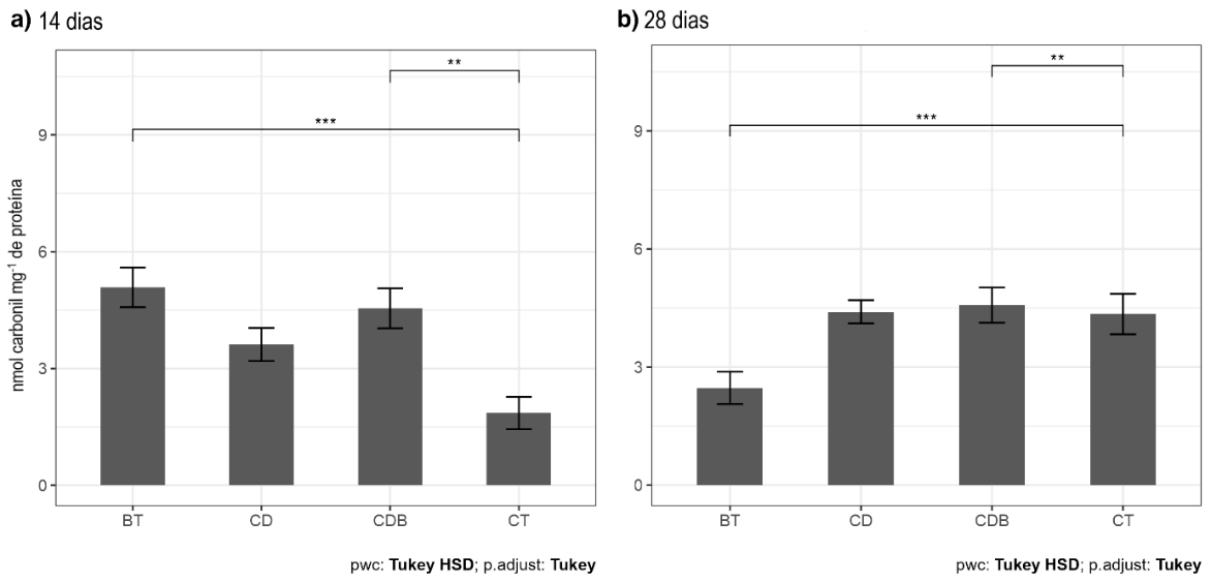 a) 14 dias
**
***
9
6
3
0
nmol carbonil mg⁻¹ de proteína
BT CD CDB CT
pwc: Tukey HSD; p.adjust: Tukey
b) 28 dias
**
***
9
6
3
0
BT CD CDB CT
pwc: Tukey HSD; p.adjust: Tukey